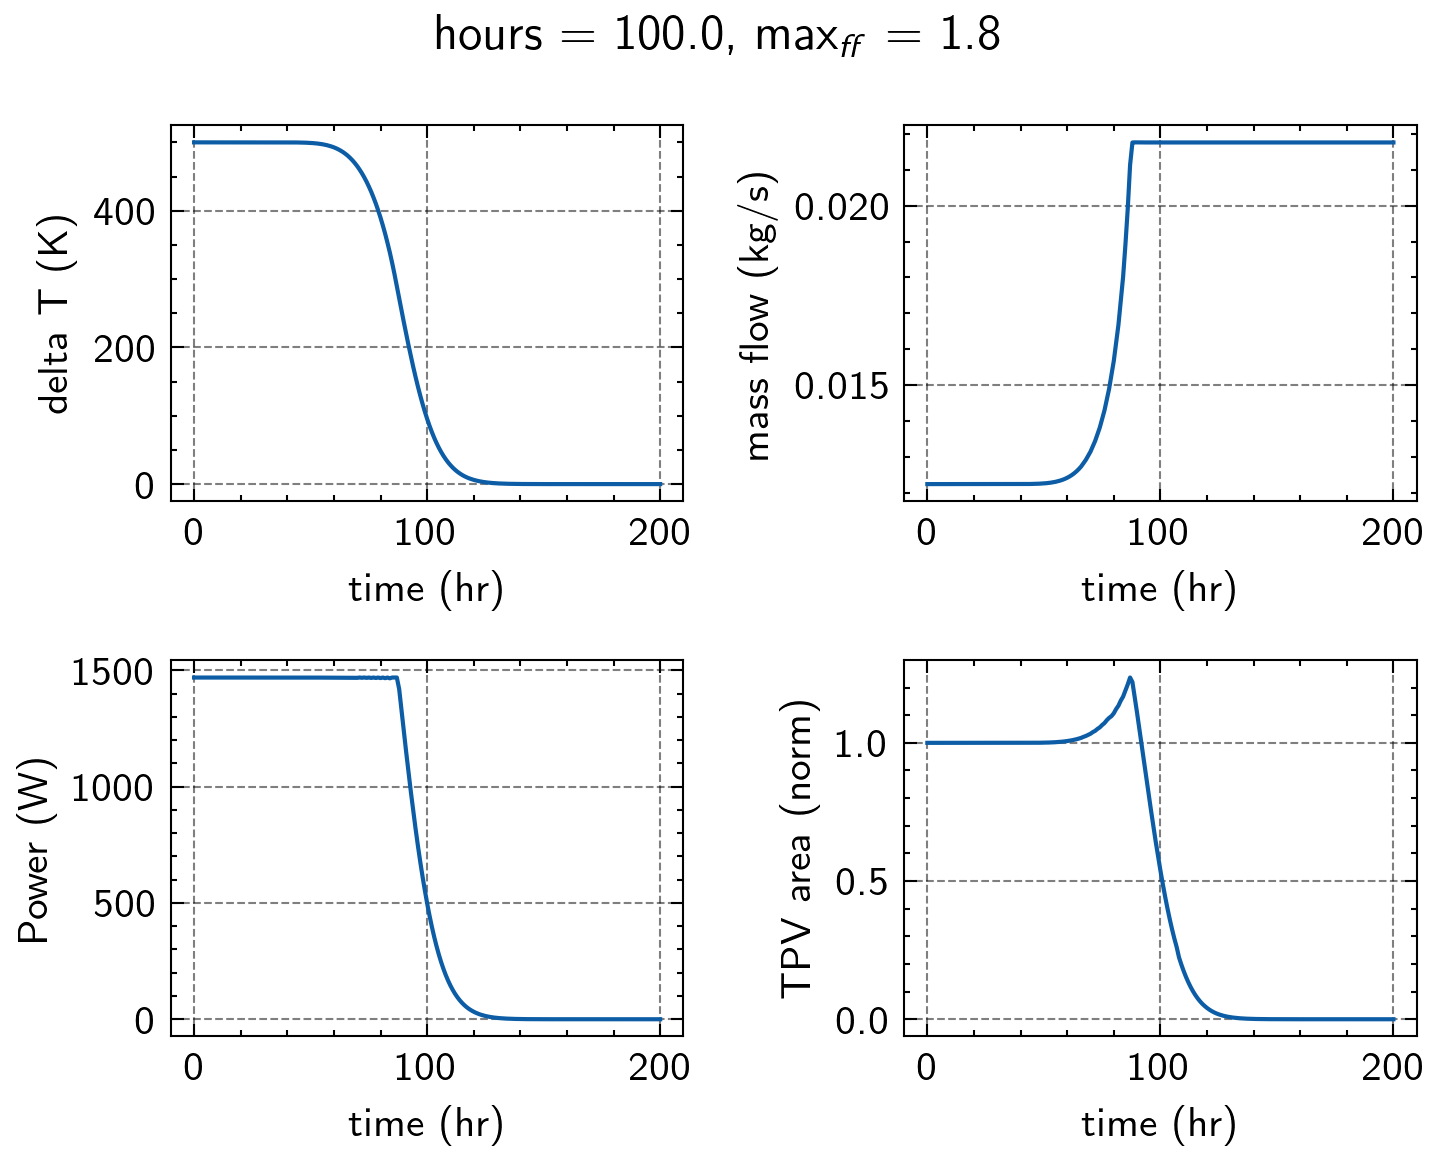 hours = 100.0, max_ff = 1.8
delta T (K)
400
200
0
0 100 200
time (hr)
mass flow (kg/s)
0.020
0.015
0 100 200
time (hr)
Power (W)
1500
1000
500
0
0 100 200
time (hr)
TPV area (norm)
1.0
0.5
0.0
0 100 200
time (hr)